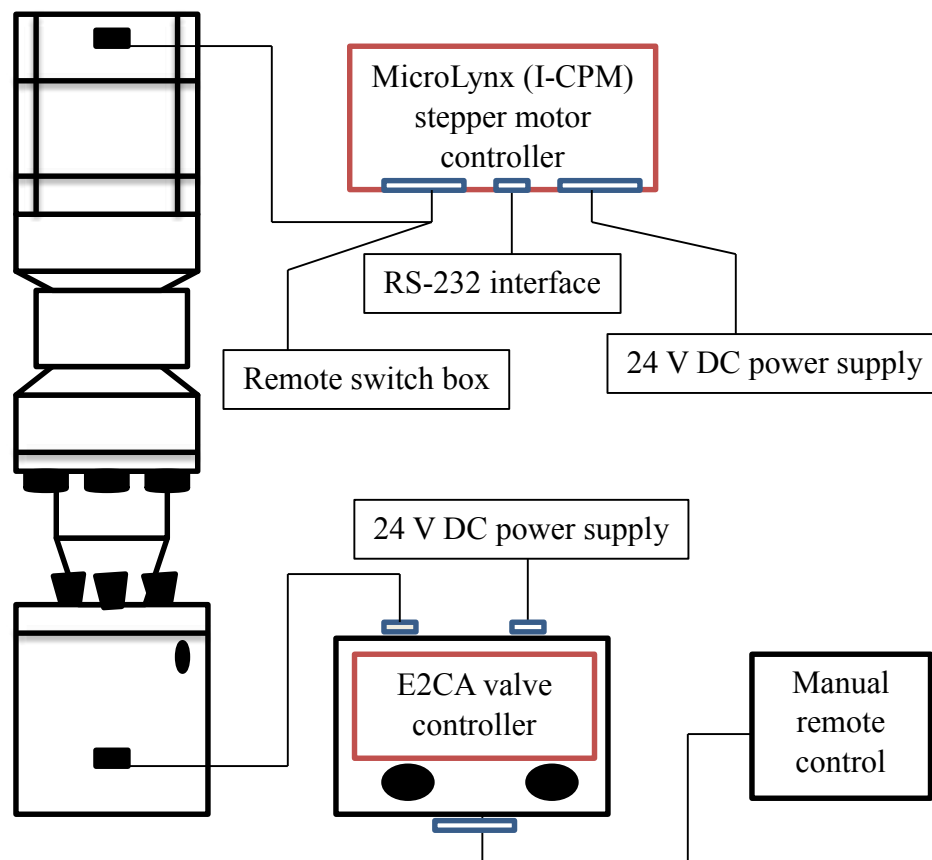 MicroLynx (I-CPM)
stepper motor
controller
RS-232 interface
Remote switch box
24 V DC power supply
24 V DC power supply
E2CA valve
controller
Manual
remote
control